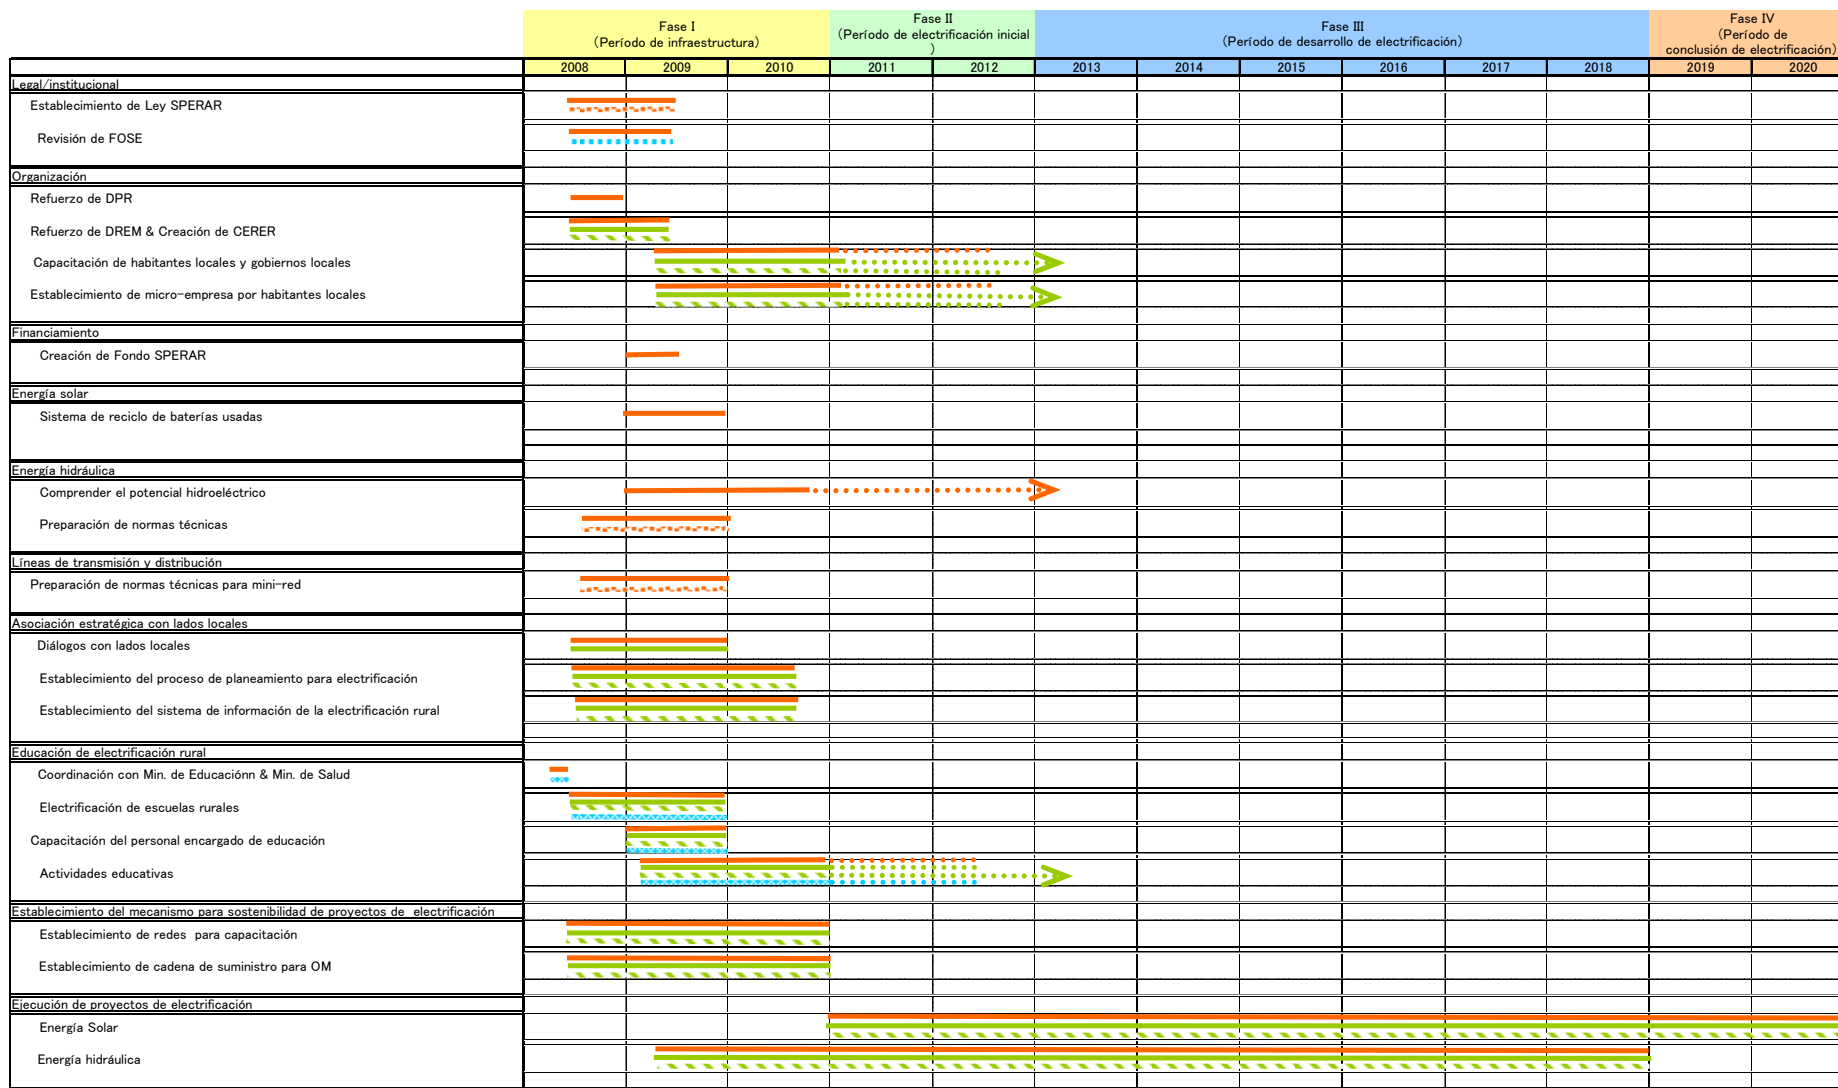 Fase I
(Período de infraestructura)
Fase II
(Período de electrificación inicial
)
Fase III
(Período de desarrollo de electrificación)
Fase IV
(Período de
conclusión de electrificación)
2008 2009 2010 2011 2012 2013 2014 2015 2016 2017 2018 2019 2020
Legal/institucional
Establecimiento de Ley SPERAR
Revisión de FOSE
Organización
Refuerzo de DPR
Refuerzo de DREM & Creación de CERER
Capacitación de habitantes locales y gobiernos locales
Establecimiento de micro-empresa por habitantes locales
Financiamiento
Creación de Fondo SPERAR
Energía solar
Sistema de reciclo de baterías usadas
Energía hidráulica
Comprender el potencial hidroeléctrico
Preparación de normas técnicas
Líneas de transmisión y distribución
Preparación de normas técnicas para mini-red
Asociación estratégica con lados locales
Diálogos con lados locales
Establecimiento del proceso de planeamiento para electrificación
Establecimiento del sistema de información de la electrificación rural
Educación de electrificación rural
Coordinación con Min. de Educaciónn & Min. de Salud
Electrificación de escuelas rurales
Capacitación del personal encargado de educación
Actividades educativas
Establecimiento del mecanismo para sostenibilidad de proyectos de electrificación
Establecimiento de redes para capacitación
Establecimiento de cadena de suministro para OM
Ejecución de proyectos de electrificación
Energía Solar
Energía hidráulica